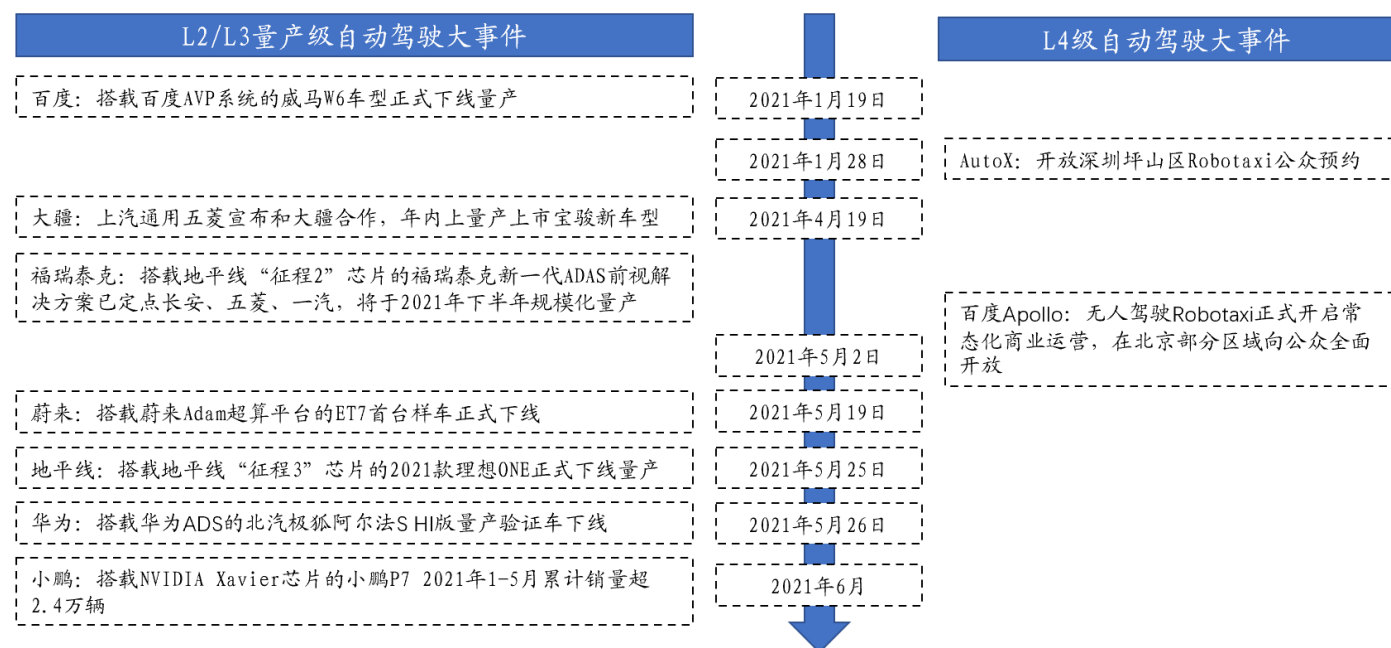 L2/L3量产级自动驾驶大事件
L4级自动驾驶大事件
百度：搭载百度AVP系统的威马W6车型正式下线量产
2021年1月19日
2021年1月28日
AutoX：开放深圳坪山区Robotaxi公众预约
大疆：上汽通用五菱宣布和大疆合作，年内上量产上市宝骏新车型
2021年4月19日
福瑞泰克：搭载地平线“征程2”芯片的福瑞泰克新一代ADAS前视解
决方案已定点长安、五菱、一汽，将于2021年下半年规模化量产
2021年5月2日
百度Apollo：无人驾驶Robotaxi正式开启常
态化商业运营，在北京部分区域向公众全面
开放
蔚来：搭载蔚来Adam超算平台的ET7首台样车正式下线
2021年5月19日
地平线：搭载地平线“征程3”芯片的2021款理想ONE正式下线量产
2021年5月25日
华为：搭载华为ADS的北汽极狐阿尔法S HI版量产验证车下线
2021年5月26日
小鹏：搭载NVIDIA Xavier芯片的小鹏P7 2021年1-5月累计销量超
2.4万辆
2021年6月